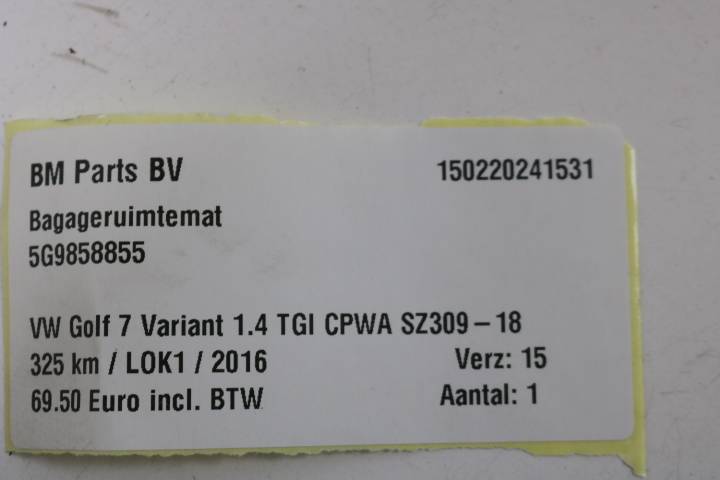 BM Parts BV 150220241531
Bagageruimtemat
5G9858855
VW Golf 7 Variant 1.4 TGI CPWA SZ309-18
325 km / LOK1 / 2016 Verz: 15
69.50 Euro incl. BTW Aantal: 1